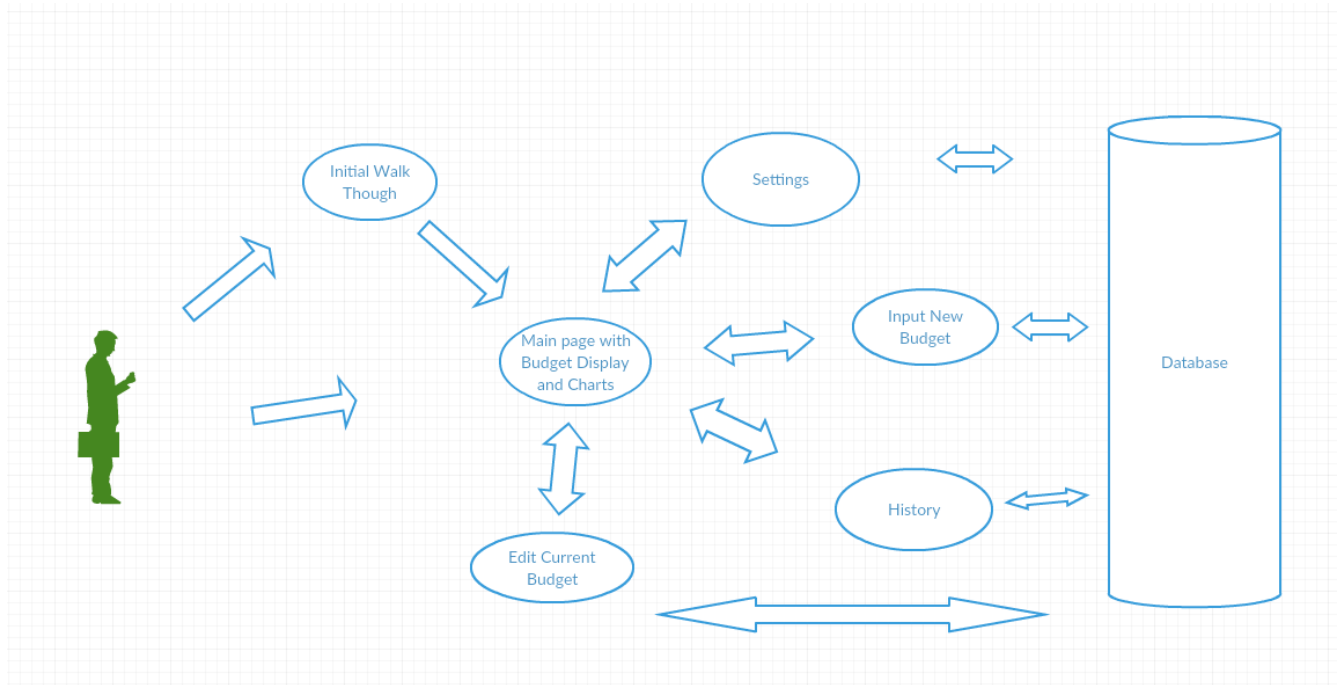 Initial Walk
Though
Settings
Main page with
Budget Display
and Charts
Input New
Budget
Database
History
Edit Current
Budget